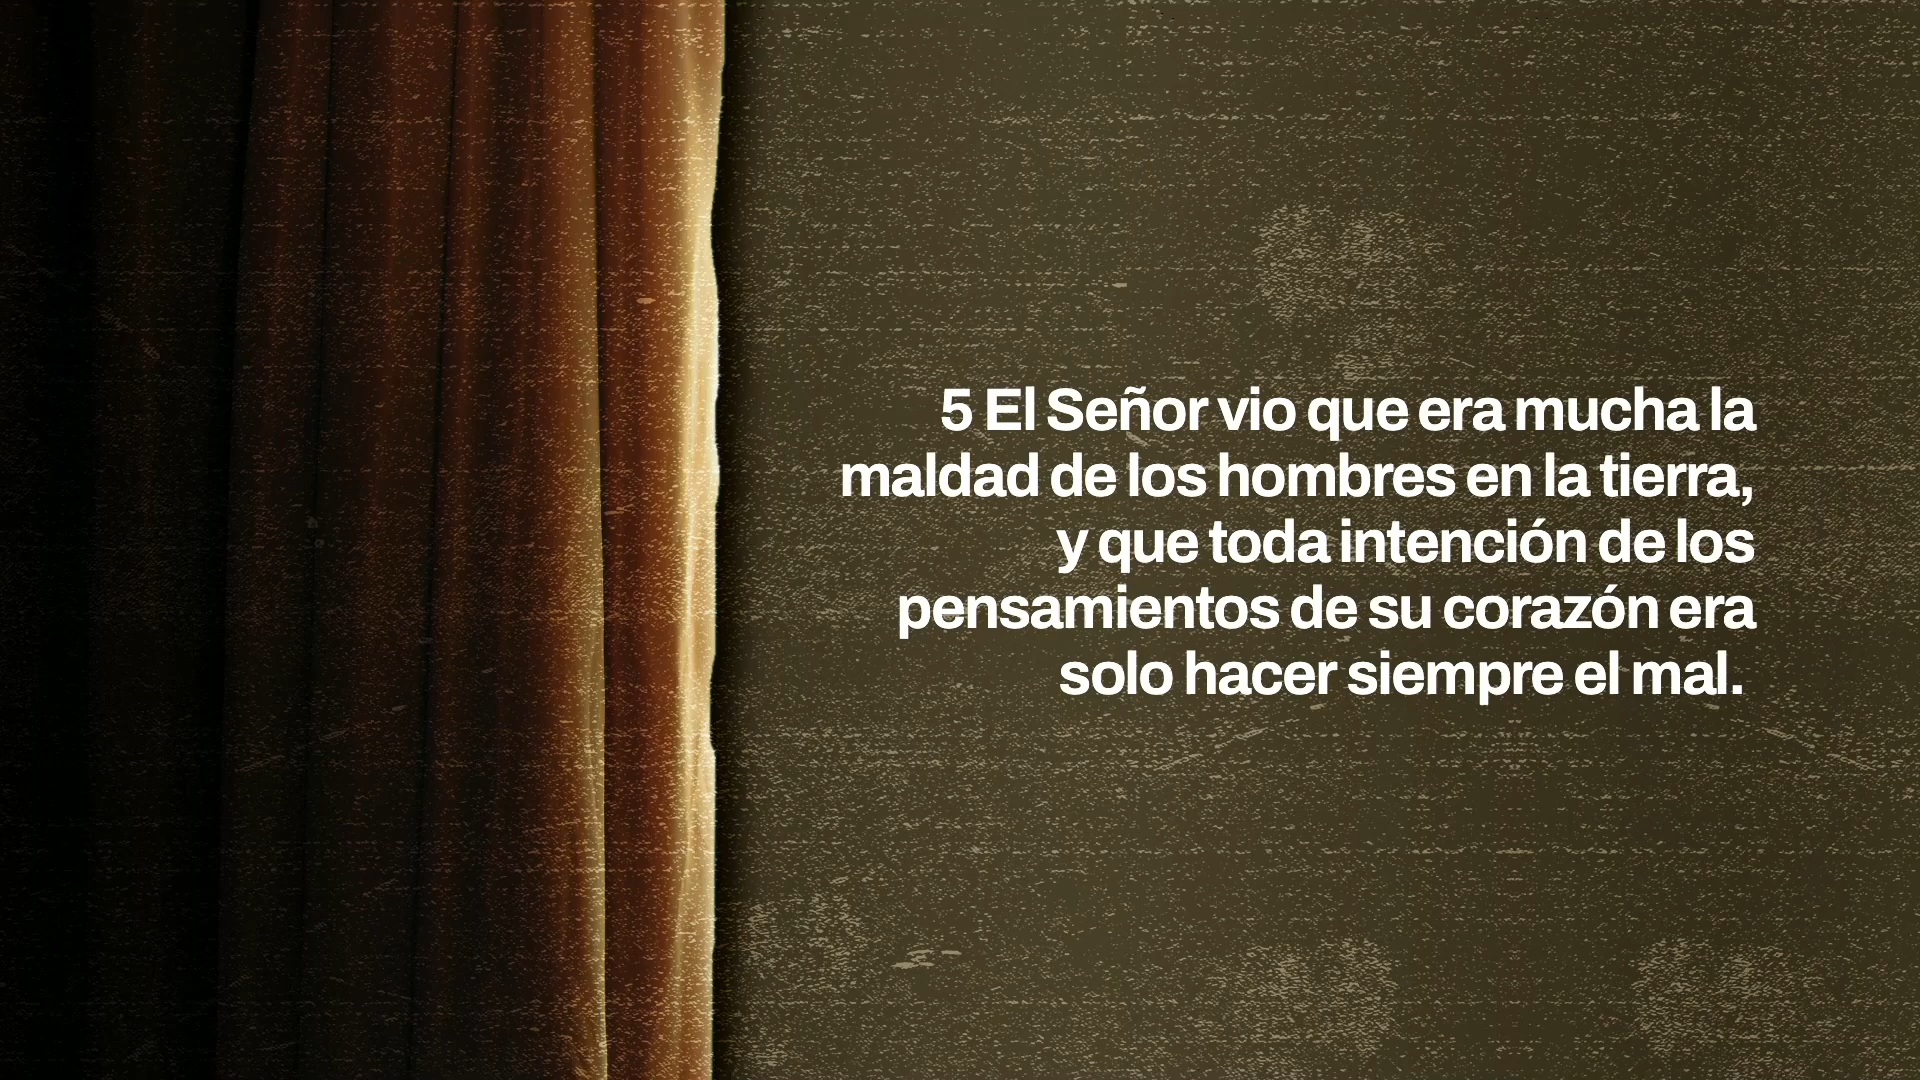 5 El Señor vio que era mucha la
maldad de los hombres en la tierra,
y que toda intención de los
pensamientos de su corazón era
solo hacer siempre el mal.